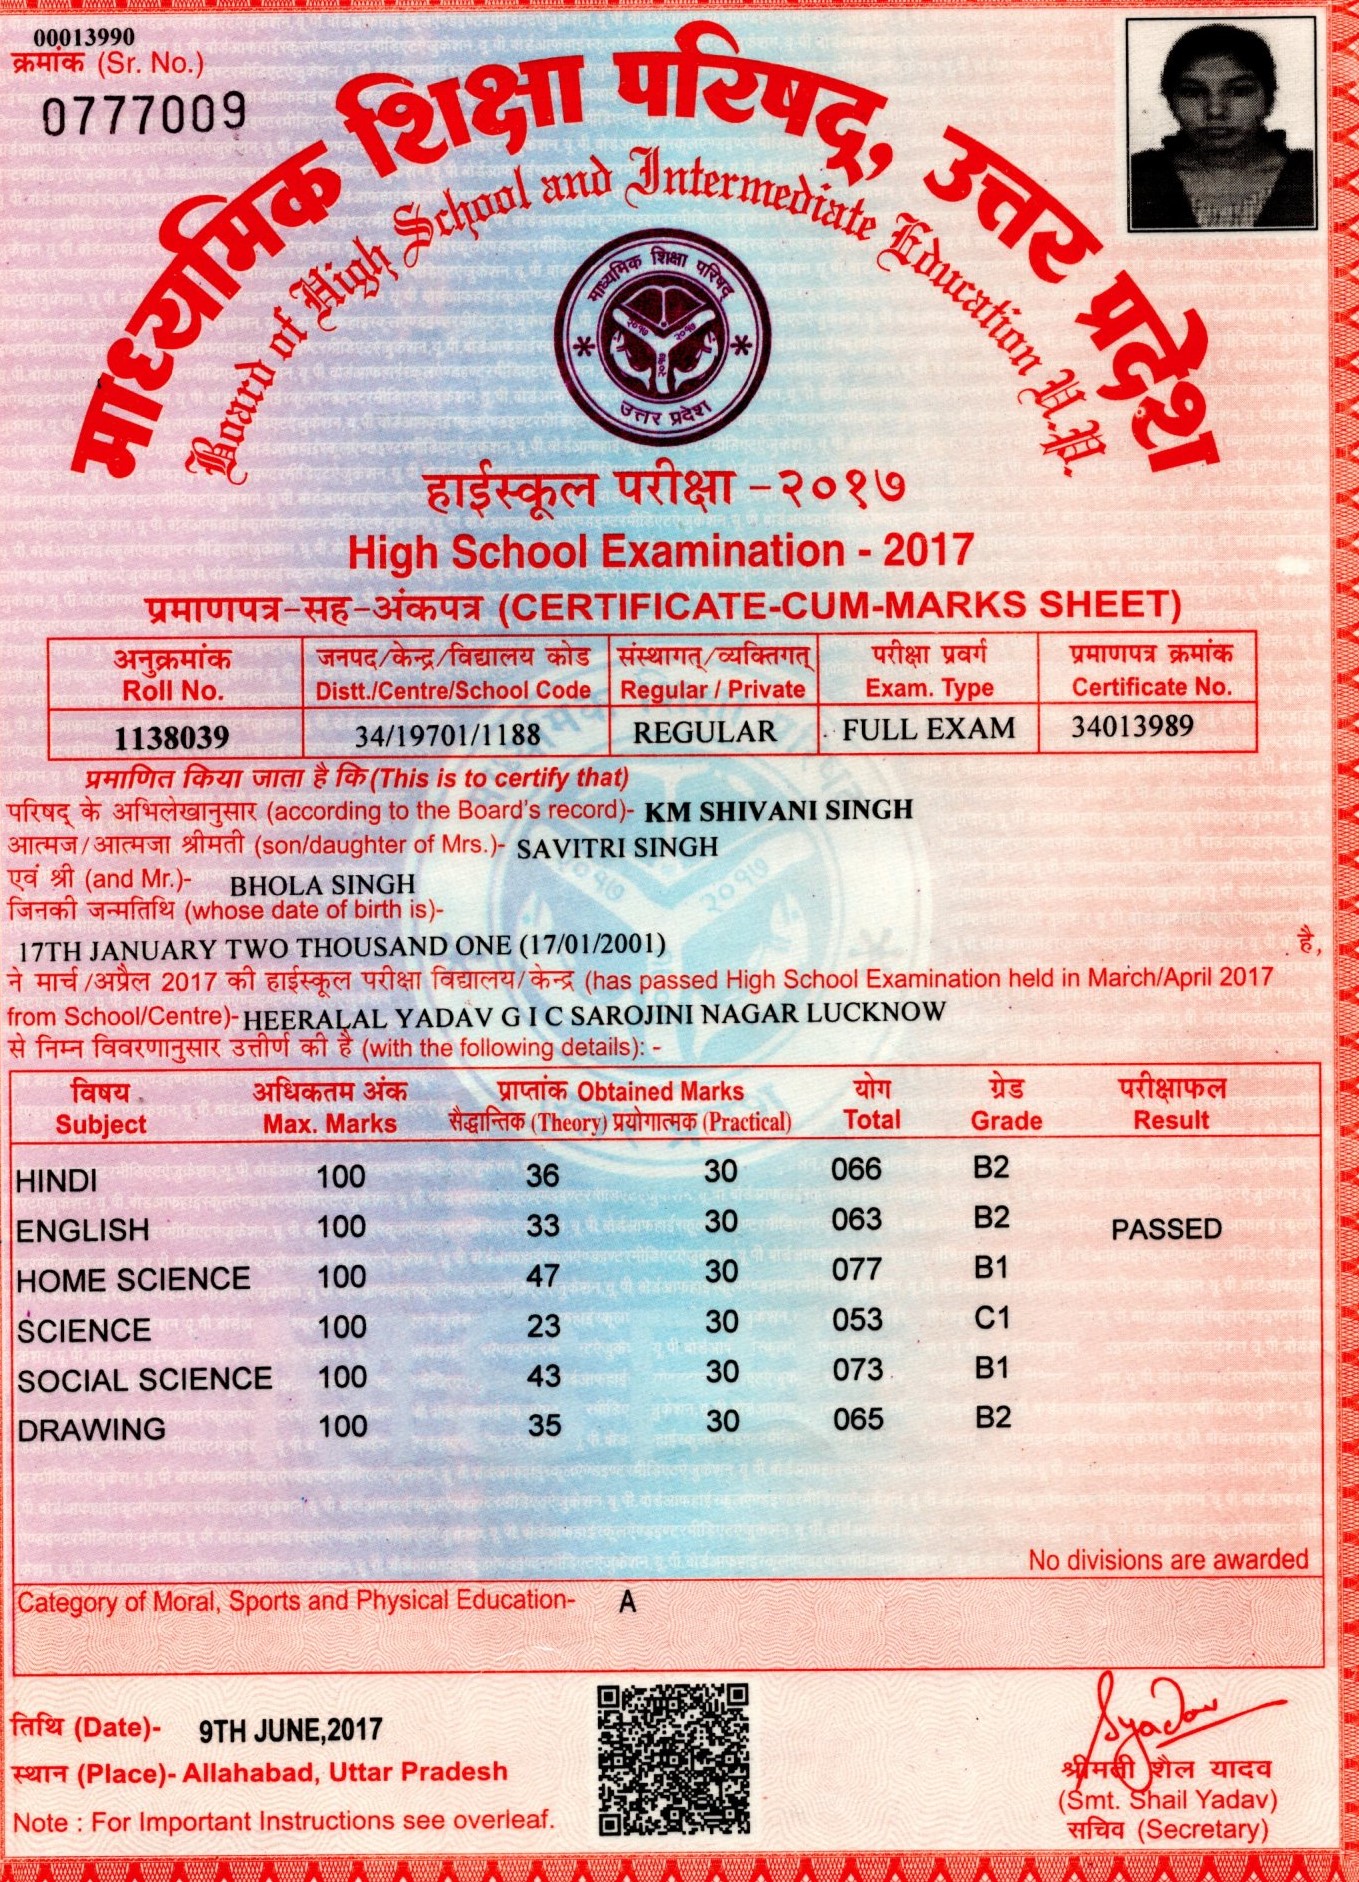 00013990
क्रमांक (Sr. No.)
0777009
माध्यमिक शिक्षा परिषद्, उत्तर प्रदेश
Board of High School and Intermediate Education U.P.
माध्यमिक शिक्षा परिषद्
२०१७ २०१७
२०१७
उत्तर प्रदेश
हाईस्कूल परीक्षा -२०१७
High School Examination - 2017
प्रमाणपत्र-सह-अंकपत्र (CERTIFICATE-CUM-MARKS SHEET)
अनुक्रमांक जनपद/केन्द्र/विद्यालय कोड संस्थागत्/व्यक्तिगत् परीक्षा प्रवर्ग प्रमाणपत्र क्रमांक
Roll No. Distt./Centre/School Code Regular / Private Exam. Type Certificate No.
1138039 34/19701/1188 REGULAR FULL EXAM 34013989
प्रमाणित किया जाता है कि (This is to certify that)
परिषद् के अभिलेखानुसार (according to the Board's record)- KM SHIVANI SINGH
आत्मज/आत्मजा श्रीमती (son/daughter of Mrs.)- SAVITRI SINGH
एवं श्री (and Mr.)- BHOLA SINGH
जिनकी जन्मतिथि (whose date of birth is)-
17TH JANUARY TWO THOUSAND ONE (17/01/2001) है,
ने मार्च/अप्रैल 2017 की हाईस्कूल परीक्षा विद्यालय/केन्द्र (has passed High School Examination held in March/April 2017
from School/Centre)- HEERALAL YADAV G I C SAROJINI NAGAR LUCKNOW
से निम्न विवरणानुसार उत्तीर्ण की है (with the following details): -
विषय अधिकतम अंक प्राप्तांक Obtained Marks योग ग्रेड परीक्षाफल
Subject Max. Marks सैद्धान्तिक (Theory) प्रयोगात्मक (Practical) Total Grade Result
HINDI 100 36 30 066 B2
ENGLISH 100 33 30 063 B2 PASSED
HOME SCIENCE 100 47 30 077 B1
SCIENCE 100 23 30 053 C1
SOCIAL SCIENCE 100 43 30 073 B1
DRAWING 100 35 30 065 B2
No divisions are awarded
Category of Moral, Sports and Physical Education- A
तिथि (Date)- 9TH JUNE,2017
स्थान (Place)- Allahabad, Uttar Pradesh
Note : For Important Instructions see overleaf.
Syadav
श्रीमती शैल यादव
(Smt. Shail Yadav)
सचिव (Secretary)